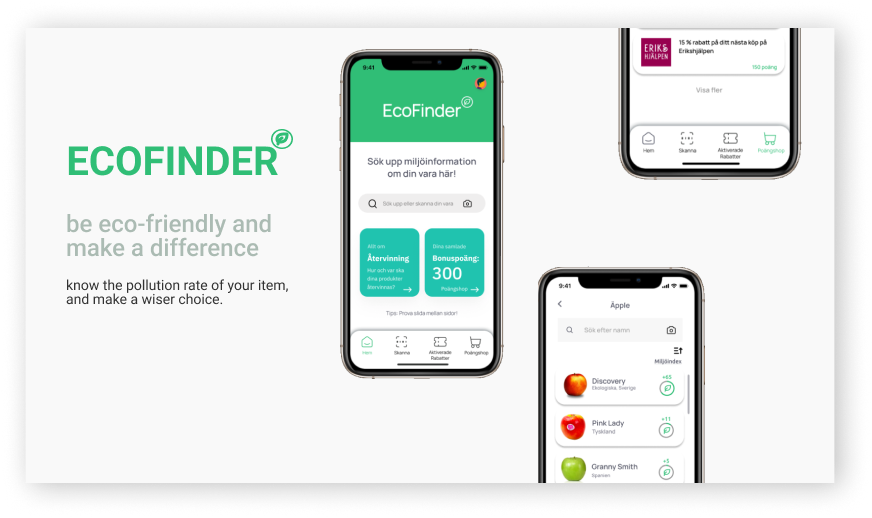 ECOFINDER
be eco-friendly and
make a difference
know the pollution rate of your item,
and make a wiser choice.
9:41
EcoFinder
Sök upp miljöinformation
om din vara här!
Sök upp eller skanna din vara
Allt om
Återvinning
Hur och var ska
dina produkter
återvinnas?
Dina samlade
Bonuspoäng:
300
Poängshop
Tips: Prova slida mellan sidor!
Hem
Skanna
Aktiverade
Rabatter
Poängshop
ERIKS
HJÄLPEN
15 % rabatt på ditt nästa köp på
Erikshjälpen
150 poäng
Visa fler
Hem
Skanna
Aktiverade
Rabatter
Poängshop
9:41
Äpple
Sök efter namn
Miljöindex
Discovery
Ekologiska, Sverige
+65
Pink Lady
Tyskland
+11
Granny Smith
Spanien
+5